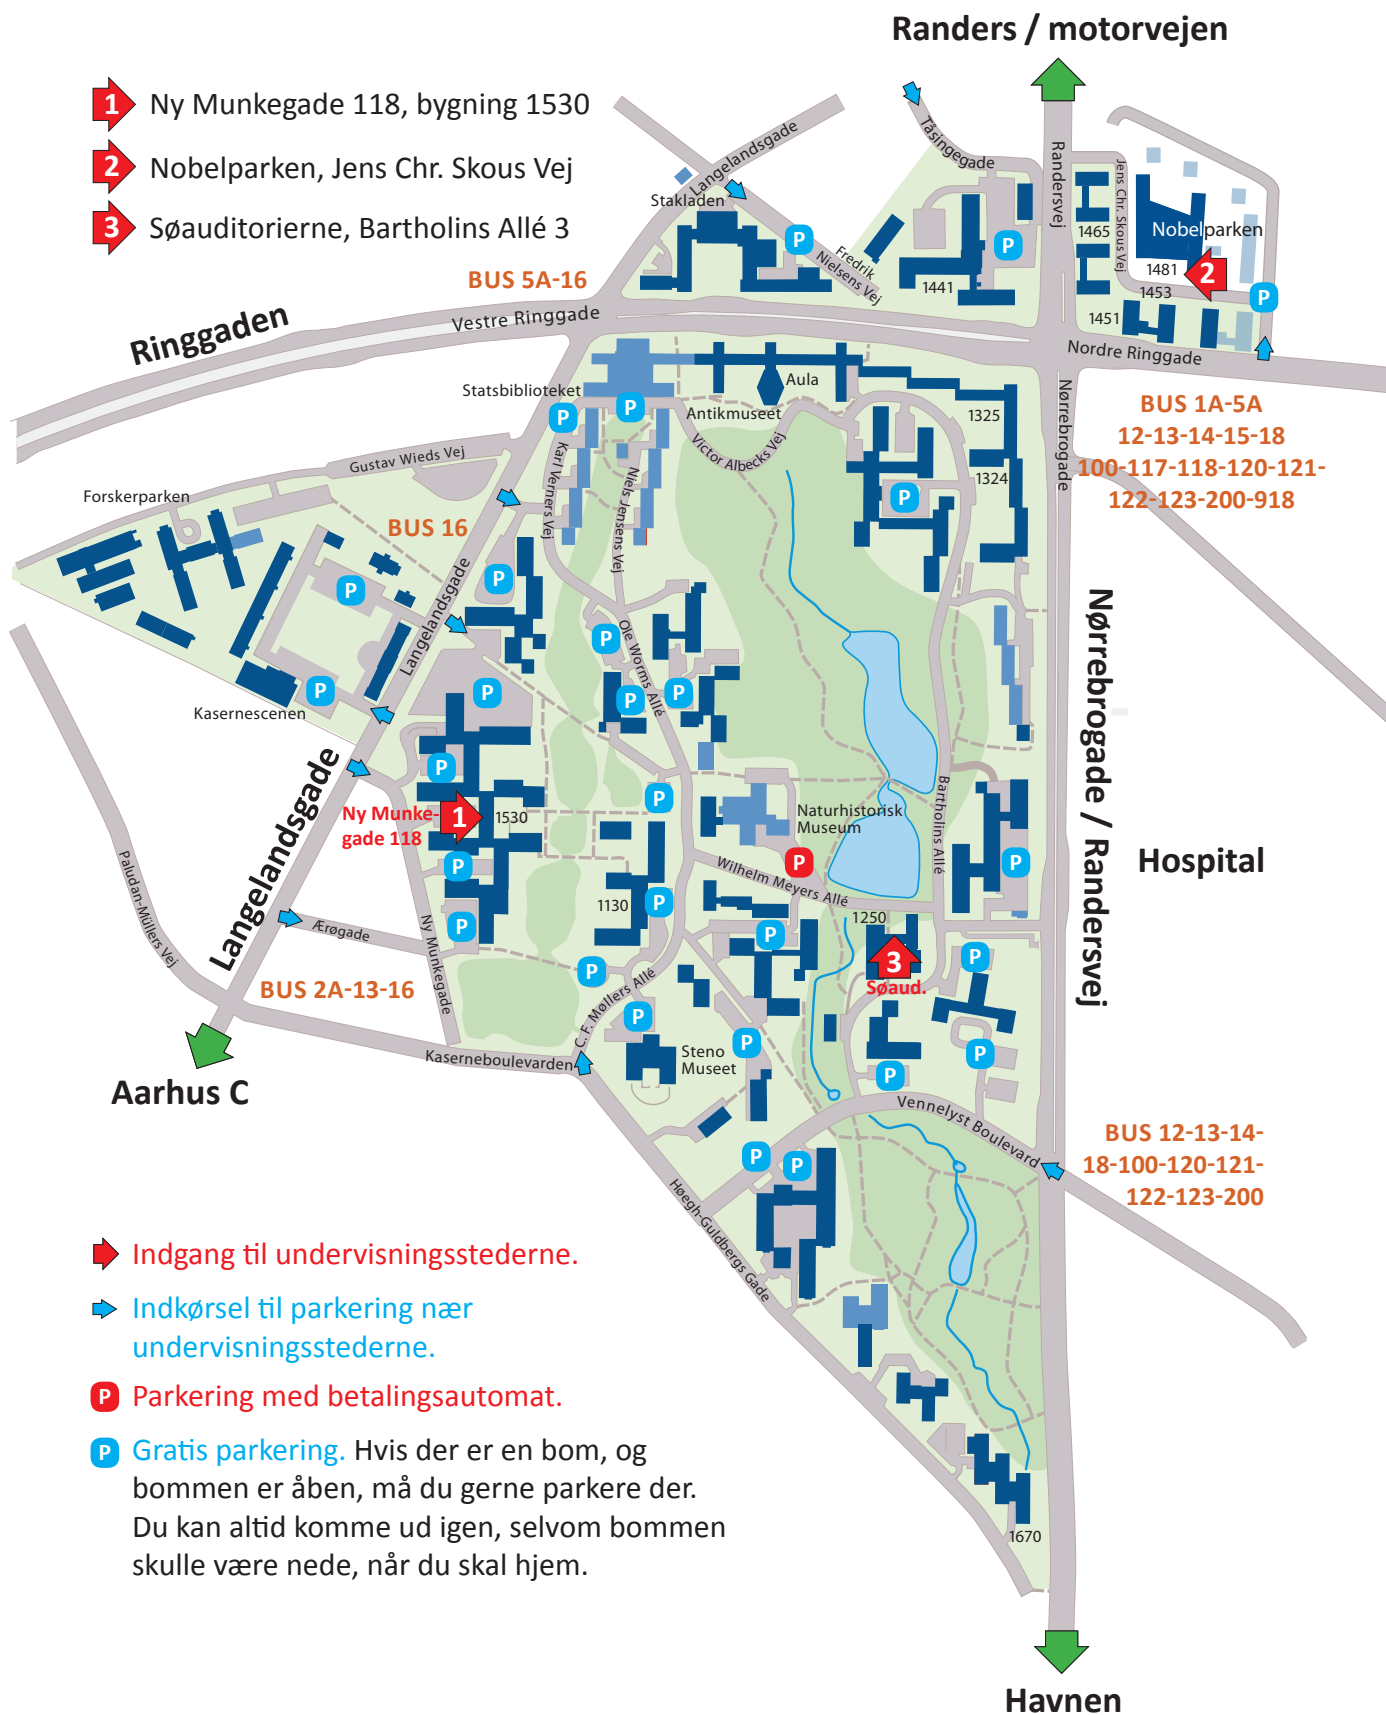 Randers / motorvejen
1 Ny Munkegade 118, bygning 1530
2 Nobelparken, Jens Chr. Skous Vej
3 Søauditorierne, Bartholins Allé 3
Langelandsgade
Tåsingegade
Randersvej
Jens Chr. Skous Vej
Stakladen
P
Fredrik
Nielsens Vej
P
1441
1465
Nobelparken
1481
2
1453
P
1451
BUS 5A-16
Ringgaden
Vestre Ringgade
Nordre Ringgade
Statsbiblioteket
Aula
Antikmuseet
P
P
Victor Albecks Vej
1325
1324
P
Nørrebrogade
BUS 1A-5A
12-13-14-15-18
100-117-118-120-121-
122-123-200-918
Gustav Wieds Vej
Karl Verners Vej
Niels Jensens Vej
Forskerparken
BUS 16
Langelandsgade
P
P
P
Ole Worms Allé
P
P
P
P
Kasernescenen
Nørrebrogade / Randersvej
Langelandsgade
P
Ny Munke-
gade 118
1
1530
P
Naturhistorisk
Museum
Bartholins Allé
P
P
Wilhelm Meyers Allé
P
Hospital
Paludan-Müllers Vej
1130
P
1250
Ærøgade
Ny Munkegade
P
P
P
3
Søaud.
P
BUS 2A-13-16
C. F. Møllers Allé
P
P
P
P
Steno
Museet
Kaserneboulevarden
P
Aarhus C
Vennelyst Boulevard
BUS 12-13-14-
18-100-120-121-
122-123-200
P
P
Høegh-Guldbergs Gade
Indgang til undervisningsstederne.
Indkørsel til parkering nær
undervisningsstederne.
P Parkering med betalingsautomat.
P Gratis parkering. Hvis der er en bom, og
bommen er åben, må du gerne parkere der.
Du kan altid komme ud igen, selvom bommen
skulle være nede, når du skal hjem.
1670
Havnen